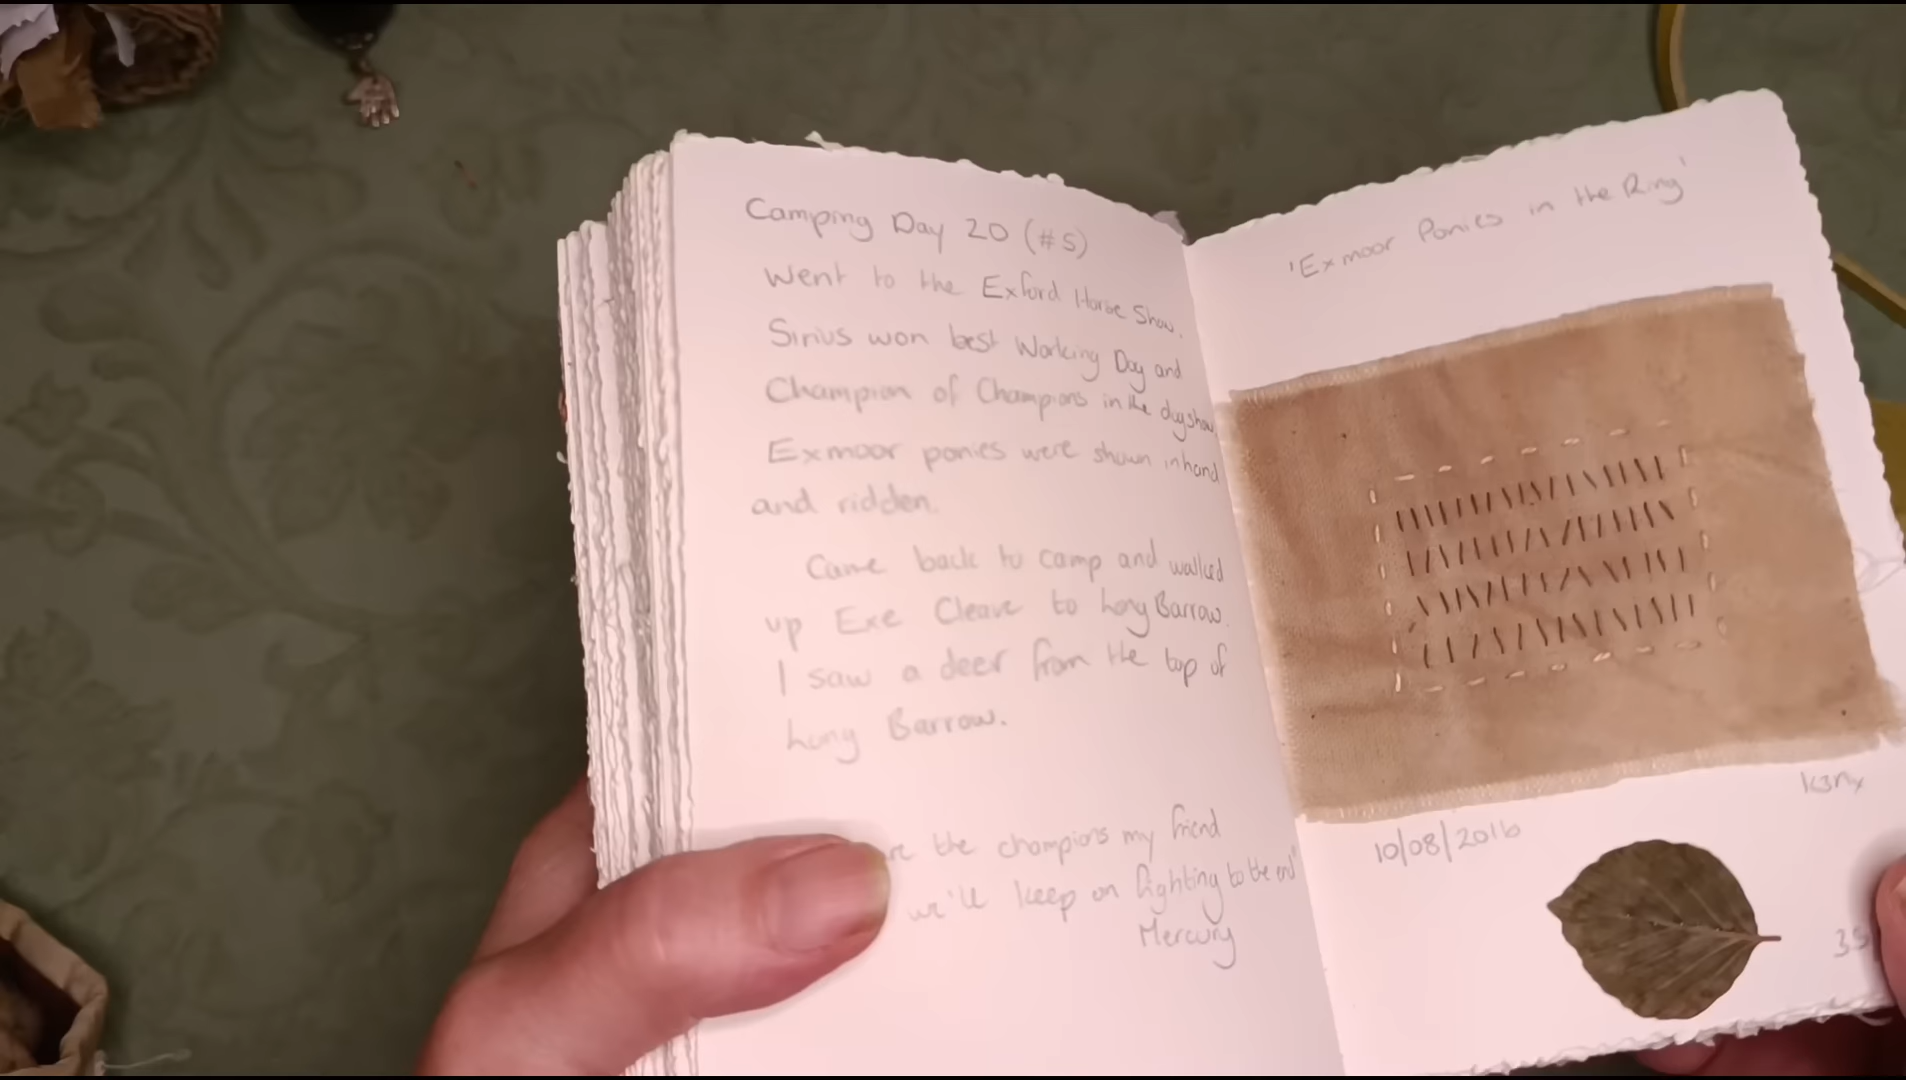 Camping Day 20 (#5)
Went to the Exford Horse Show.
Sirius won best Working Dog and
Champion of Champions in the dog show
Exmoor ponies were shown in hand
and ridden.
Came back to camp and walked
up Exe Cleave to Long Barrow.
I saw a deer from the top of
Long Barrow.
the champions my friend
we'll keep on fighting to the end"
Mercury
'Exmoor Ponies in the Ring'
10/08/2016